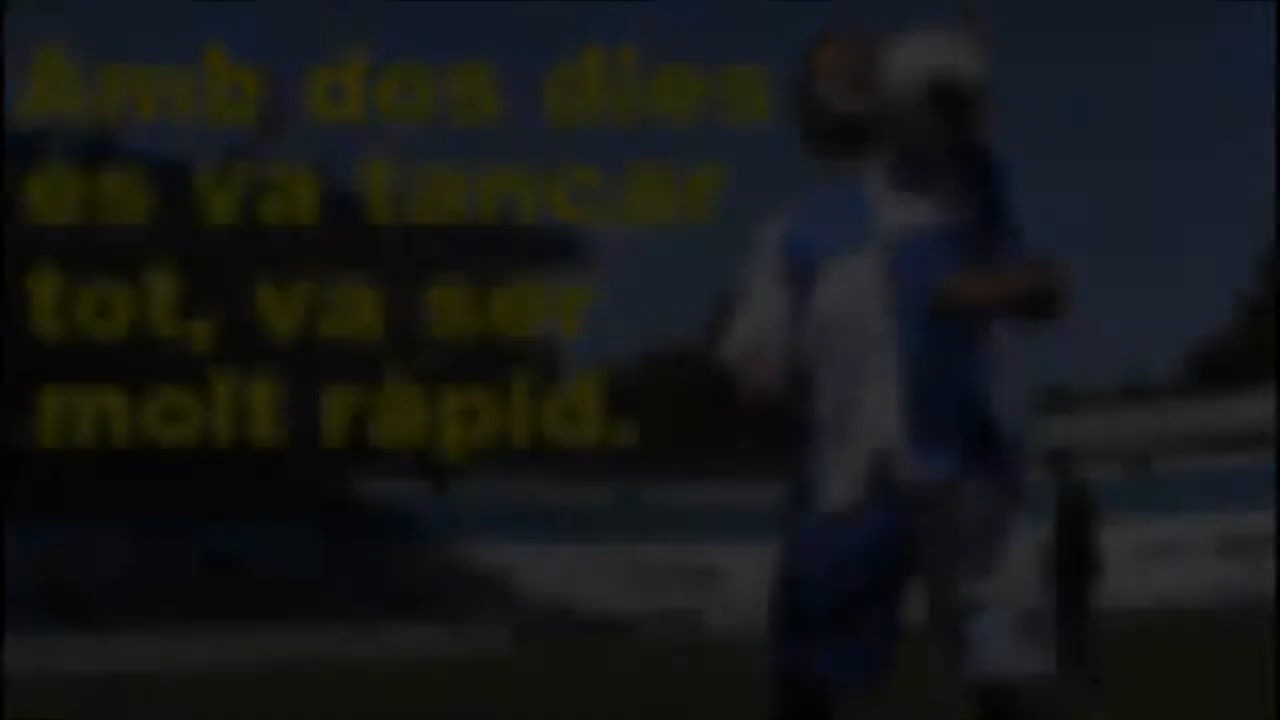 Amb dos dies
es va tancar
tot, va ser
molt ràpid.